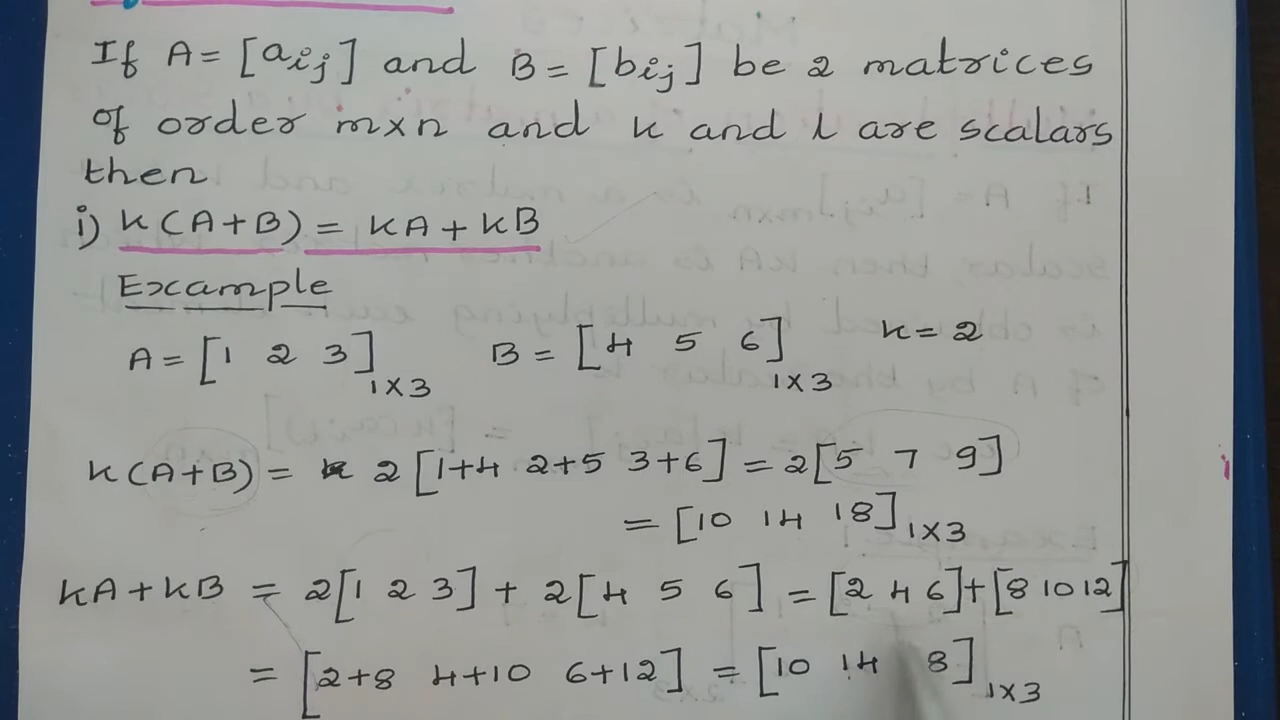 If A = [aij] and B = [bij] be 2 matrices
of order m×n and k and l are scalars
then
i) k(A+B) = kA + kB
Example
A = [1 2 3]1×3 B = [4 5 6]1×3 k = 2
k(A+B) = 2[1+4 2+5 3+6] = 2[5 7 9]
= [10 14 18]1×3
kA + kB = 2[1 2 3] + 2[4 5 6] = [2 4 6]+[8 10 12]
= [2+8 4+10 6+12] = [10 14 8]1×3